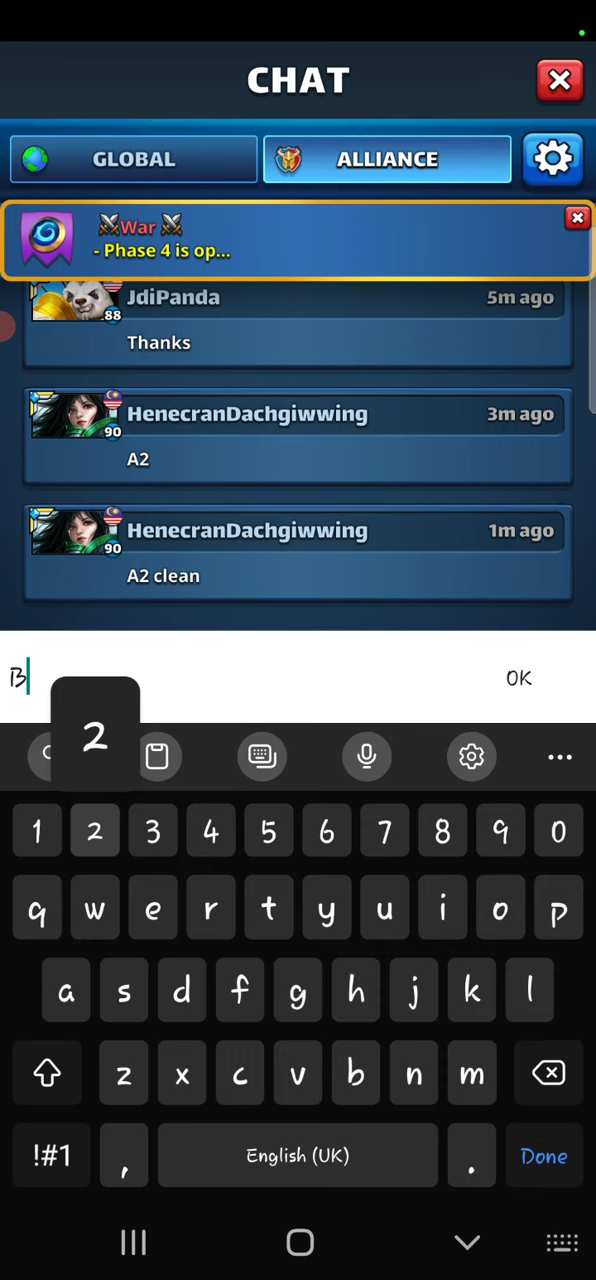 CHAT
GLOBAL
ALLIANCE
⚔War⚔
- Phase 4 is op...
JdiPanda
5m ago
88
Thanks
HenecranDachgiwwing
3m ago
90
A2
HenecranDachgiwwing
1m ago
90
A2 clean
B
OK
2
1 2 3 4 5 6 7 8 9 0
q w e r t y u i o p
a s d f g h j k l
z x c v b n m
!#1 , English (UK) . Done